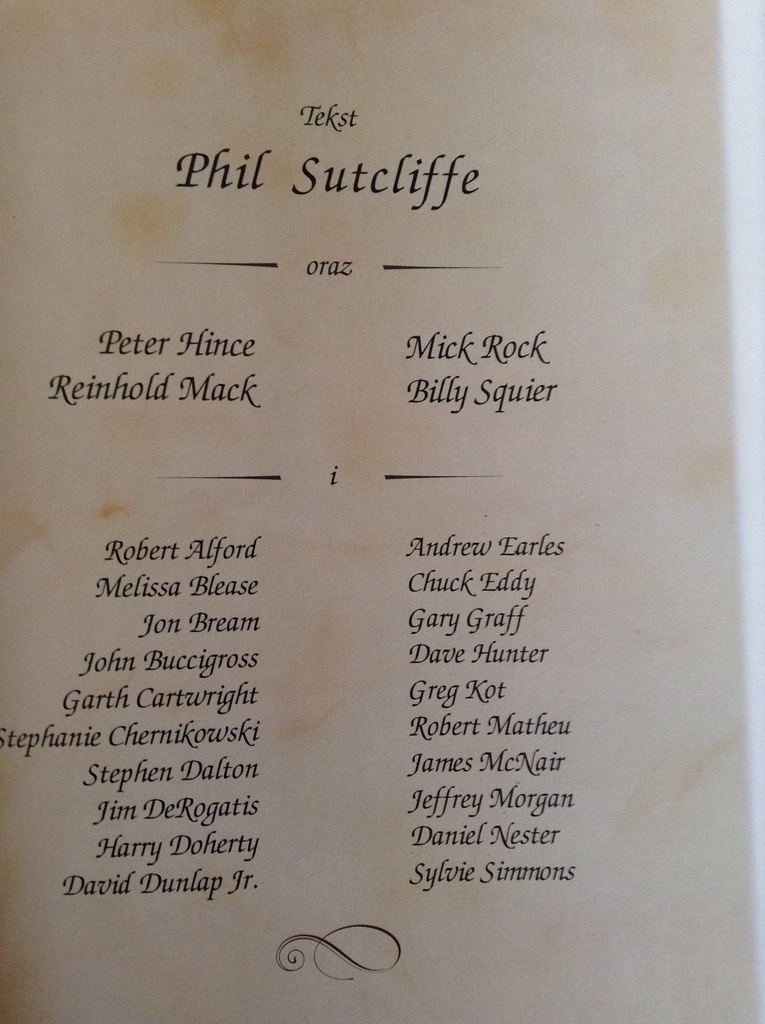 Tekst
Phil Sutcliffe
oraz
Peter Hince
Reinhold Mack
Mick Rock
Billy Squier
i
Robert Alford
Melissa Blease
Jon Bream
John Buccigross
Garth Cartwright
Stephanie Chernikowski
Stephen Dalton
Jim DeRogatis
Harry Doherty
David Dunlap Jr.
Andrew Earles
Chuck Eddy
Gary Graff
Dave Hunter
Greg Kot
Robert Matheu
James McNair
Jeffrey Morgan
Daniel Nester
Sylvie Simmons